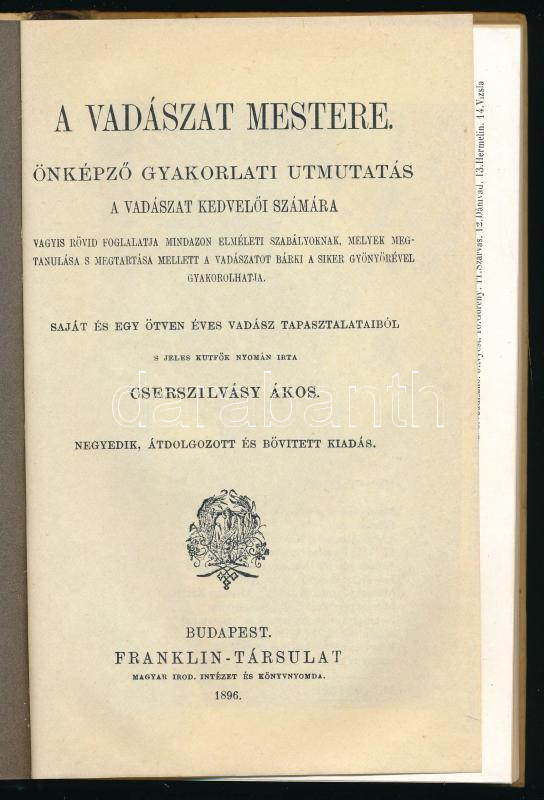 A VADÁSZAT MESTERE.
ÖNKÉPZŐ GYAKORLATI UTMUTATÁS
A VADÁSZAT KEDVELŐI SZÁMÁRA
VAGYIS RÖVID FOGLALATJA MINDAZON ELMÉLETI SZABÁLYOKNAK, MELYEK MEG-
TANULÁSA S MEGTARTÁSA MELLETT A VADÁSZATOT BÁRKI A SIKER GYÖNYÖRÉVEL
GYAKOROLHATJA.
SAJÁT ÉS EGY ÖTVEN ÉVES VADÁSZ TAPASZTALATAIBÓL
S JELES KUTFŐK NYOMÁN IRTA
CSERSZILVÁSY ÁKOS.
NEGYEDIK, ÁTDOLGOZOTT ÉS BŐVITETT KIADÁS.
BUDAPEST.
FRANKLIN-TÁRSULAT
MAGYAR IROD. INTÉZET ÉS KÖNYVNYOMDA.
1896.
11.Szarvas. 12.Dámvad. 13.Hermelin. 14.Vizsla
darabanth